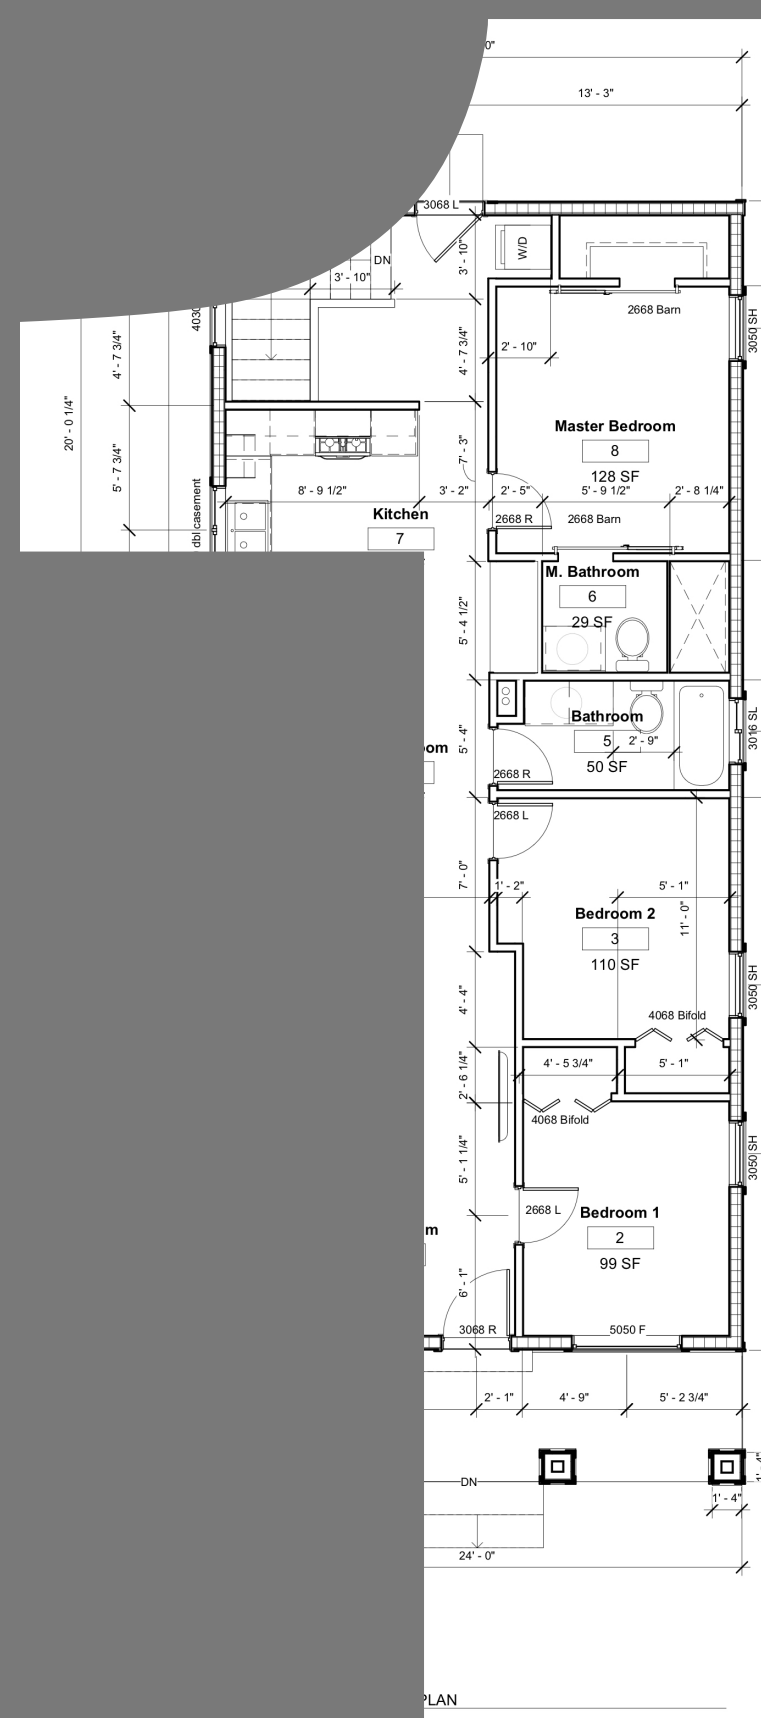 0"
13' - 3"
3068 L
W/D
DN
3' - 10"
3' - 10"
2668 Barn
3050 SH
4030
4' - 7 3/4"
4' - 7 3/4"
2' - 10"
20' - 0 1/4"
Master Bedroom
8
128 SF
5' - 7 3/4"
7' - 3"
8' - 9 1/2"
3' - 2"
2' - 5"
5' - 9 1/2"
2' - 8 1/4"
dbl casement
Kitchen
7
2668 R
2668 Barn
M. Bathroom
6
29 SF
5' - 4 1/2"
Bathroom
5
2' - 9"
50 SF
3016 SL
5' - 4"
oom
2668 R
2668 L
7' - 0"
1' - 2"
5' - 1"
11' - 0"
Bedroom 2
3
110 SF
3050 SH
4' - 4"
4068 Bifold
2' - 6 1/4"
4' - 5 3/4"
5' - 1"
4068 Bifold
3050 SH
5' - 1 1/4"
2668 L
Bedroom 1
2
99 SF
m
6' - 1"
3068 R
5050 F
2' - 1"
4' - 9"
5' - 2 3/4"
1' - 4"
DN
1' - 4"
24' - 0"
PLAN